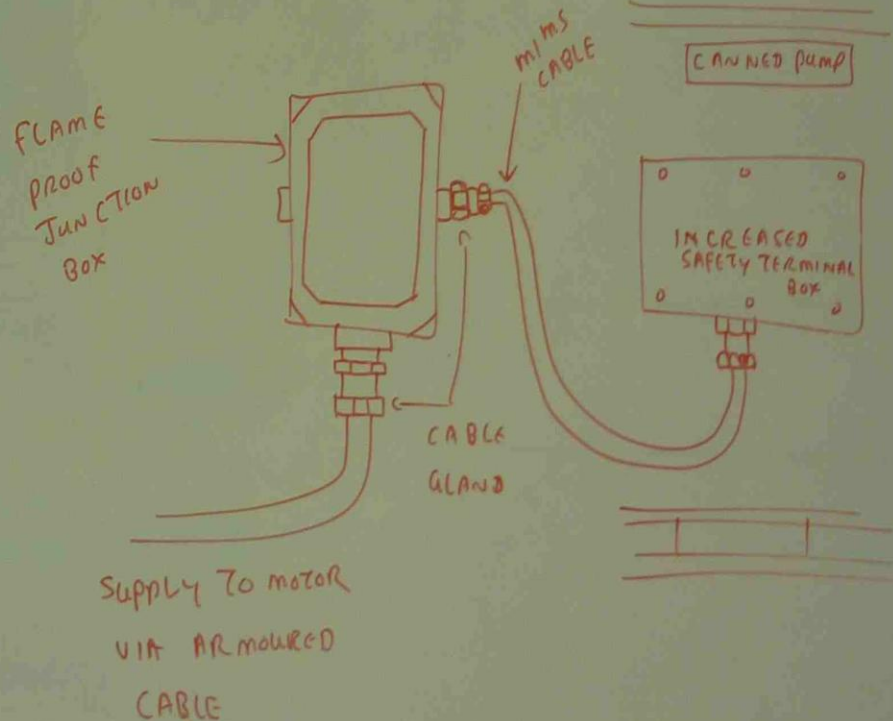 mims
CABLE
CANNED pump
FLAME
PROOF
JUNCTION
BOX
INCREASED
SAFETY TERMINAL
BOX
CABLE
GLAND
SUPPLY TO MOTOR
VIA ARMOURED
CABLE